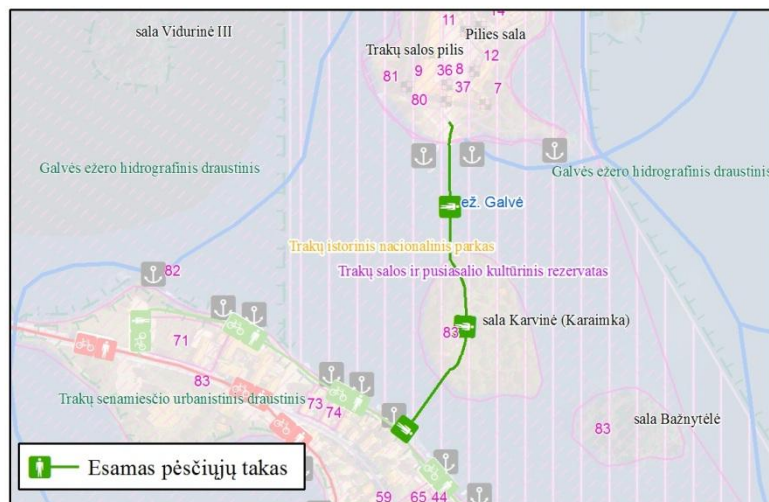 11
14
sala Vidurinė III
Pilies sala
Trakų salos pilis
12
81 9 36 8
37 7
80
Galvės ežero hidrografinis draustinis
Galvės ežero hidrografinis draustinis
ež. Galvė
Trakų istorinis nacionalinis parkas
Trakų salos ir pusiasalio kultūrinis rezervatas
82
sala Karvinė (Karaimka)
83
71
83
Trakų senamiesčio urbanistinis draustinis
73
74
sala Bažnytėlė
83
Esamas pėsčiųjų takas
59 65 44